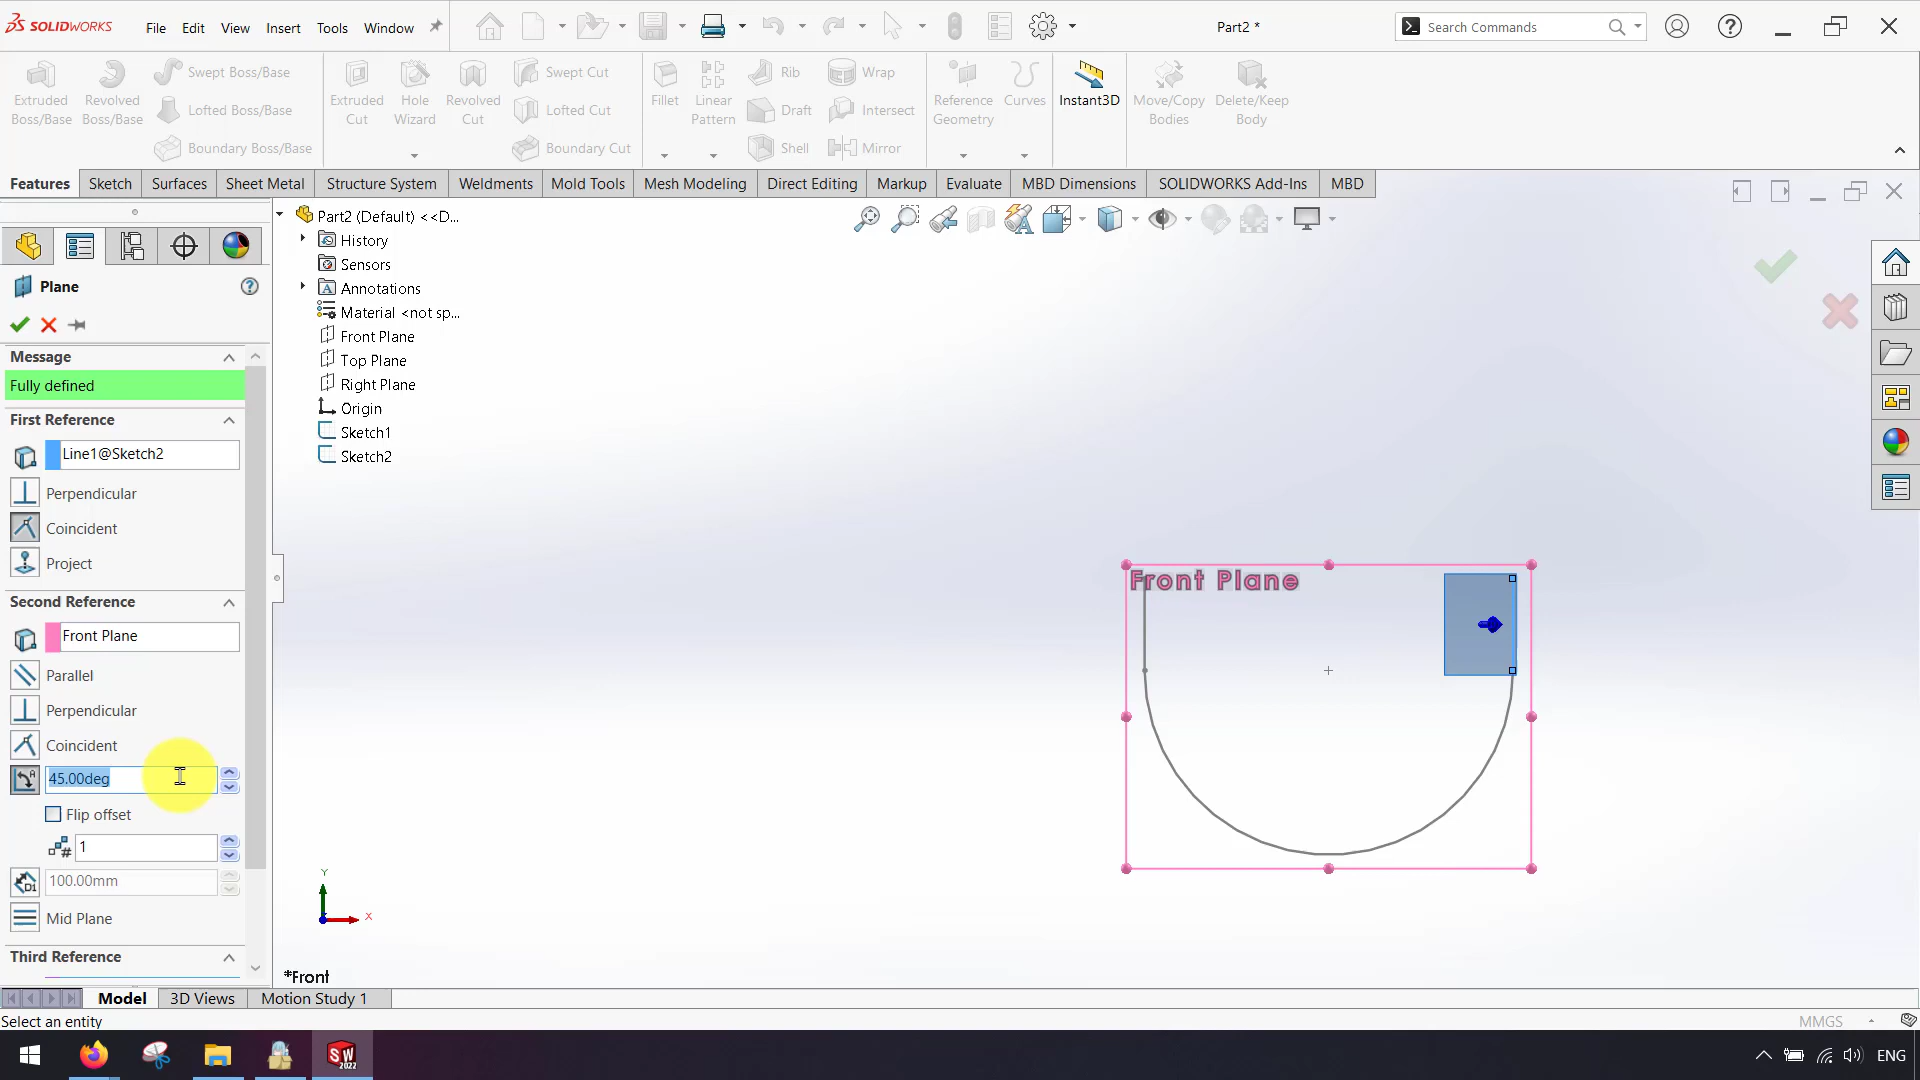 SOLIDWORKS
File Edit View Insert Tools Window
Part2 *
Search Commands
Extruded Boss/Base
Revolved Boss/Base
Swept Boss/Base
Lofted Boss/Base
Boundary Boss/Base
Extruded Cut
Hole Wizard
Revolved Cut
Swept Cut
Lofted Cut
Boundary Cut
Fillet
Linear Pattern
Rib
Draft
Shell
Wrap
Intersect
Mirror
Reference Geometry
Curves
Instant3D
Move/Copy Bodies
Delete/Keep Body
Features Sketch Surfaces Sheet Metal Structure System Weldments Mold Tools Mesh Modeling Direct Editing Markup Evaluate MBD Dimensions SOLIDWORKS Add-Ins MBD
Plane
Message
Fully defined
First Reference
Line1@Sketch2
Perpendicular
Coincident
Project
Second Reference
Front Plane
Parallel
Perpendicular
Coincident
45.00deg
Flip offset
1
100.00mm
Mid Plane
Third Reference
Part2 (Default) <<D...
History
Sensors
Annotations
Material <not sp...
Front Plane
Top Plane
Right Plane
Origin
Sketch1
Sketch2
Front Plane
Y
X
*Front
Model 3D Views Motion Study 1
Select an entity
MMGS
SW
2022
ENG